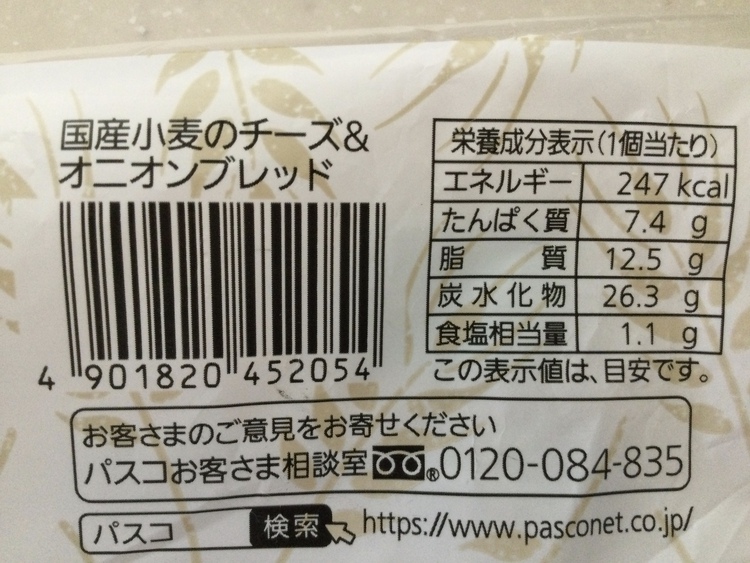 国産小麦のチーズ&
オニオンブレッド
4 901820 452054
栄養成分表示(1個当たり)
エネルギー 247 kcal
たんぱく質 7.4 g
脂質 12.5 g
炭水化物 26.3 g
食塩相当量 1.1 g
この表示値は、目安です。
お客さまのご意見をお寄せください
パスコお客さま相談室 ®0120-084-835
パスコ 検索 https://www.pasconet.co.jp/